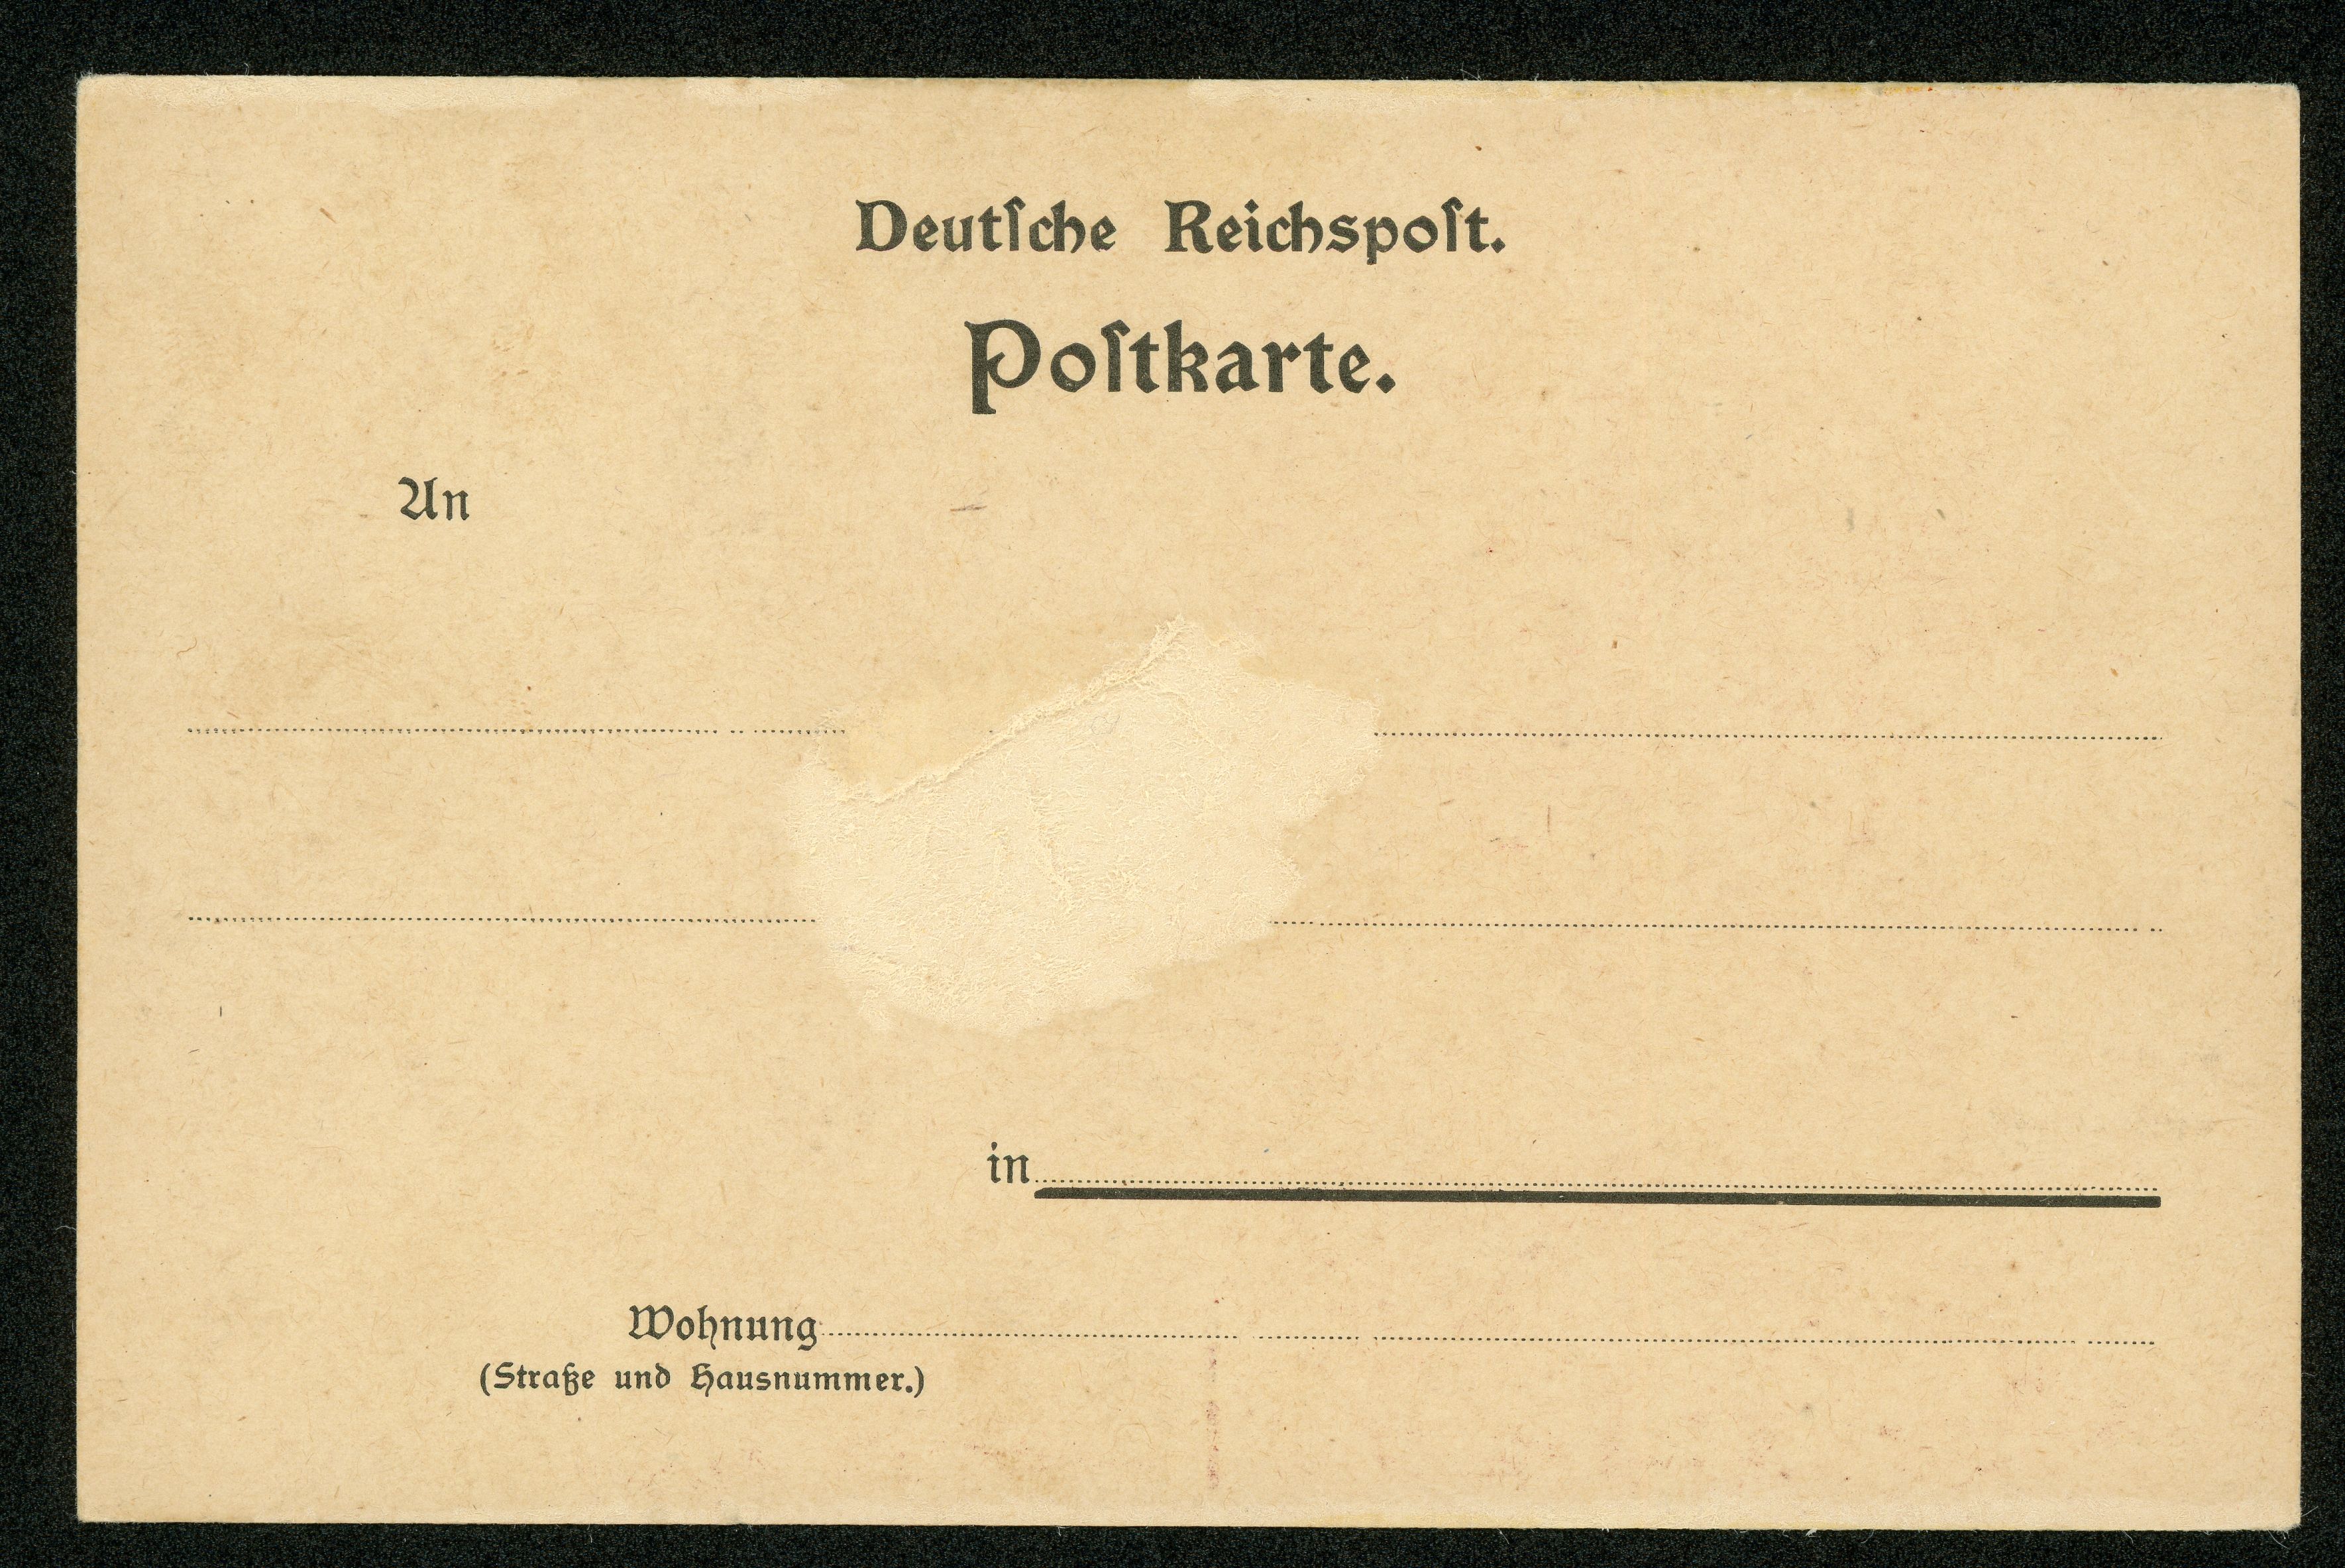 Deutſche Reichspoſt.
Poſtkarte.
An
in
Wohnung
(Straße und Hausnummer.)